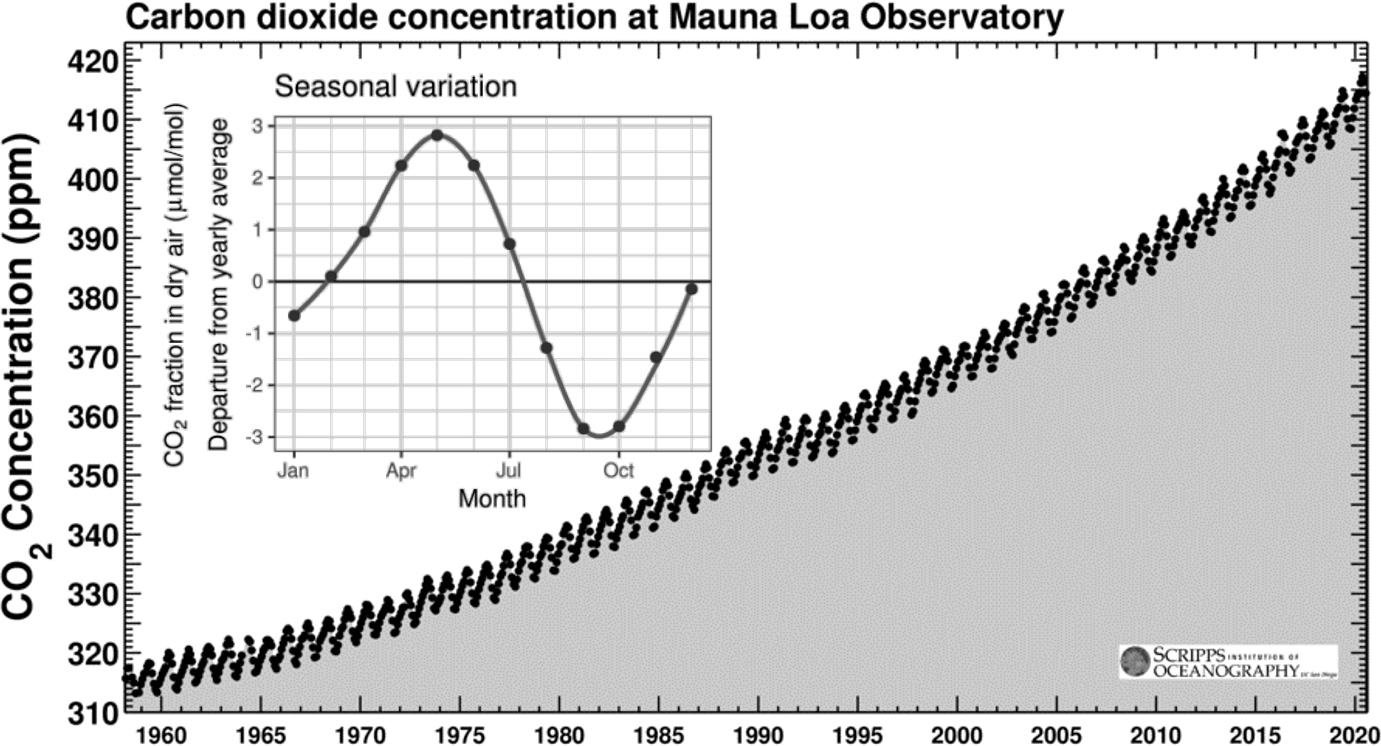 Carbon dioxide concentration at Mauna Loa Observatory
CO2 Concentration (ppm)
420
410
400
390
380
370
360
350
340
330
320
310
Seasonal variation
CO2 fraction in dry air (μmol/mol)
Departure from yearly average
3
2
1
0
-1
-2
-3
Jan Apr Jul Oct
Month
SCRIPPS INSTITUTION OF
OCEANOGRAPHY UC San Diego
1960 1965 1970 1975 1980 1985 1990 1995 2000 2005 2010 2015 2020